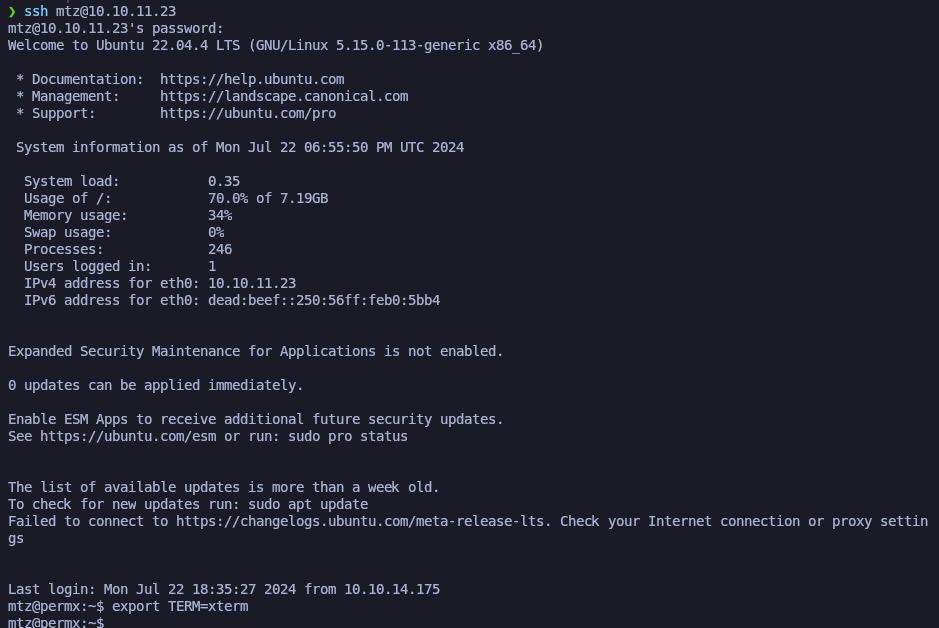 ❯ ssh mtz@10.10.11.23
mtz@10.10.11.23's password:
Welcome to Ubuntu 22.04.4 LTS (GNU/Linux 5.15.0-113-generic x86_64)
* Documentation:  https://help.ubuntu.com
* Management:     https://landscape.canonical.com
* Support:        https://ubuntu.com/pro
System information as of Mon Jul 22 06:55:50 PM UTC 2024
System load:           0.35
Usage of /:            70.0% of 7.19GB
Memory usage:          34%
Swap usage:            0%
Processes:             246
Users logged in:       1
IPv4 address for eth0: 10.10.11.23
IPv6 address for eth0: dead:beef::250:56ff:feb0:5bb4
Expanded Security Maintenance for Applications is not enabled.
0 updates can be applied immediately.
Enable ESM Apps to receive additional future security updates.
See https://ubuntu.com/esm or run: sudo pro status
The list of available updates is more than a week old.
To check for new updates run: sudo apt update
Failed to connect to https://changelogs.ubuntu.com/meta-release-lts. Check your Internet connection or proxy settin
gs
Last login: Mon Jul 22 18:35:27 2024 from 10.10.14.175
mtz@permx:~$ export TERM=xterm
mtz@permx:~$